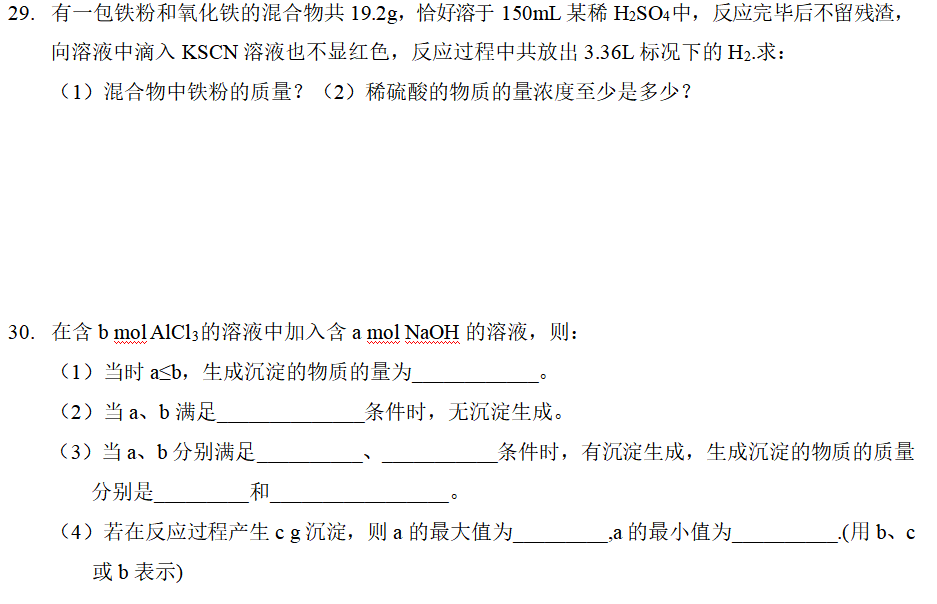 29. 有一包铁粉和氧化铁的混合物共 19.2g，恰好溶于 150mL 某稀 H₂SO₄中，反应完毕后不留残渣，
向溶液中滴入 KSCN 溶液也不显红色，反应过程中共放出 3.36L 标况下的 H₂.求：
（1）混合物中铁粉的质量？（2）稀硫酸的物质的量浓度至少是多少？
30. 在含 b mol AlCl₃的溶液中加入含 a mol NaOH 的溶液，则：
（1）当时 a≤b，生成沉淀的物质的量为____________。
（2）当 a、b 满足______________条件时，无沉淀生成。
（3）当 a、b 分别满足__________、___________条件时，有沉淀生成，生成沉淀的物质的质量
分别是_________和_________________。
（4）若在反应过程产生 c g 沉淀，则 a 的最大值为_________,a 的最小值为__________.(用 b、c
或 b 表示)